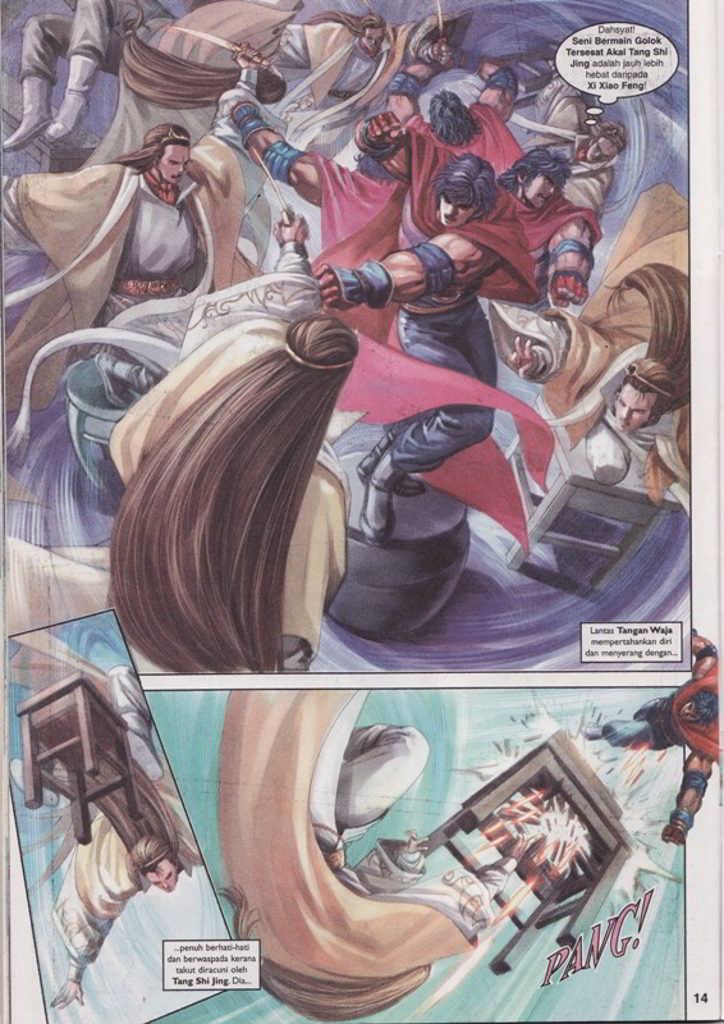 Dahsyat!
Seni Bermain Golok
Tersesat Akal Tang Shi
Jing adalah jauh lebih
hebat daripada
Xi Xiao Feng!
Lantas Tangan Waja
mempertahankan diri
dan menyerang dengan...
...penuh berhati-hati
dan berwaspada kerana
takut diracuni oleh
Tang Shi Jing. Dia...
PANG!
14